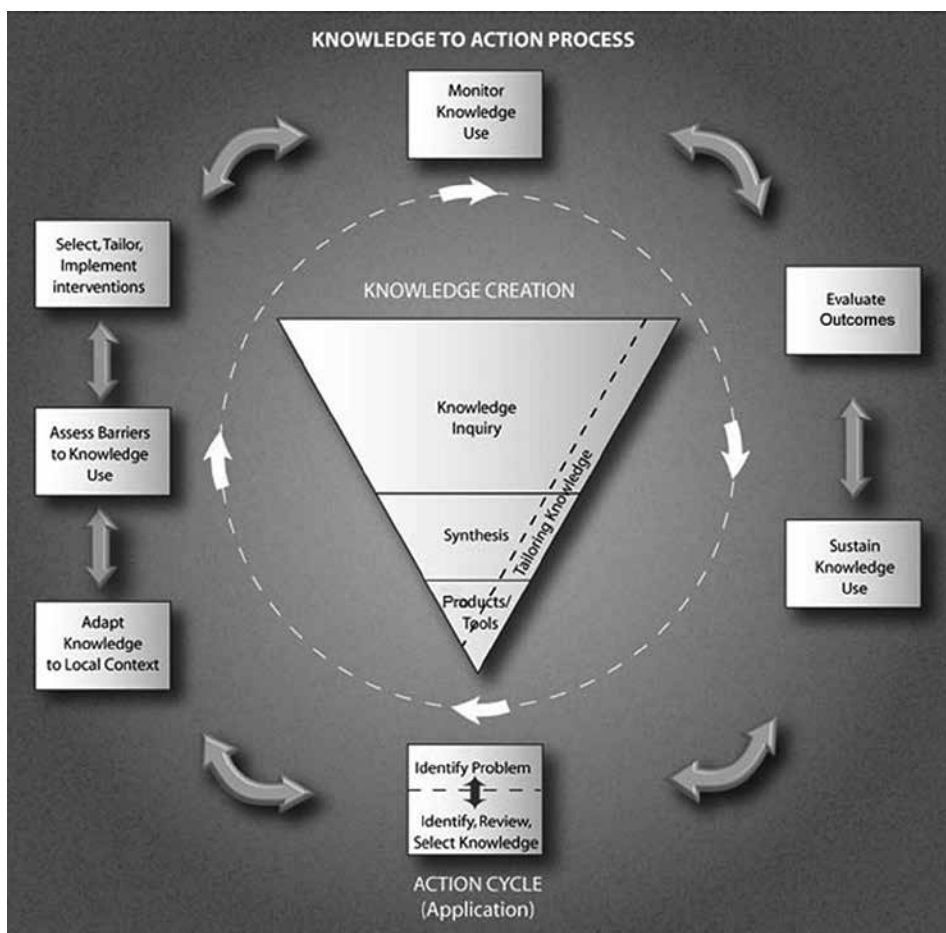 KNOWLEDGE TO ACTION PROCESS
Monitor
Knowledge
Use
Select, Tailor,
Implement
interventions
Evaluate
Outcomes
KNOWLEDGE CREATION
Knowledge
Inquiry
Assess Barriers
to Knowledge
Use
Tailoring Knowledge
Synthesis
Sustain
Knowledge
Use
Products/
Tools
Adapt
Knowledge
to Local Context
Identify Problem
Identify, Review,
Select Knowledge
ACTION CYCLE
(Application)